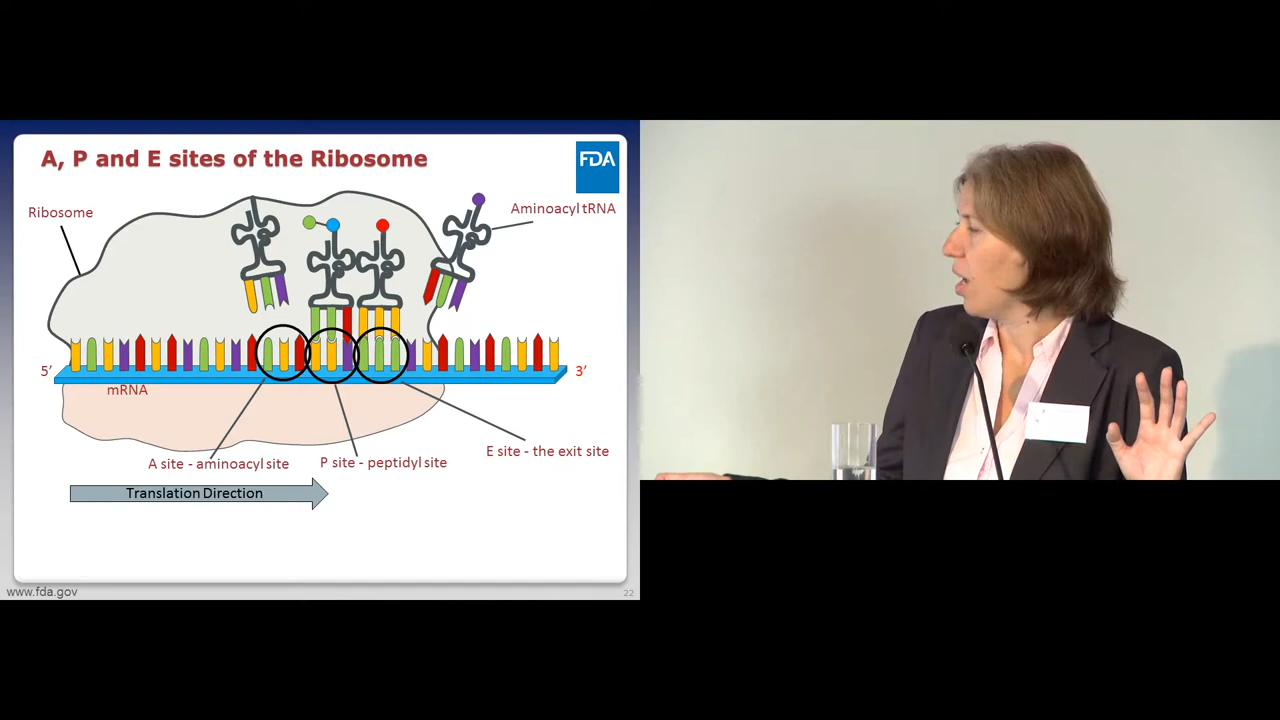 A, P and E sites of the Ribosome
FDA
Ribosome
Aminoacyl tRNA
5’
3’
mRNA
A site - aminoacyl site
P site - peptidyl site
E site - the exit site
Translation Direction
www.fda.gov
22